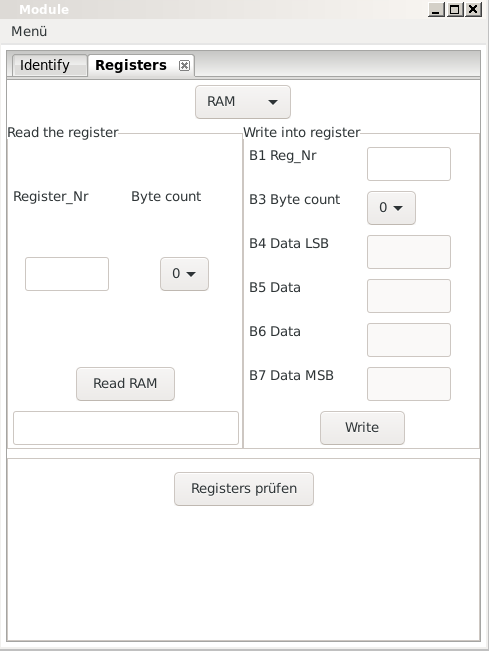 Module
Menü
Identify
Registers
RAM
Read the register
Register_Nr
Byte count
0
Read RAM
Write into register
B1 Reg_Nr
B3 Byte count
0
B4 Data LSB
B5 Data
B6 Data
B7 Data MSB
Write
Registers prüfen